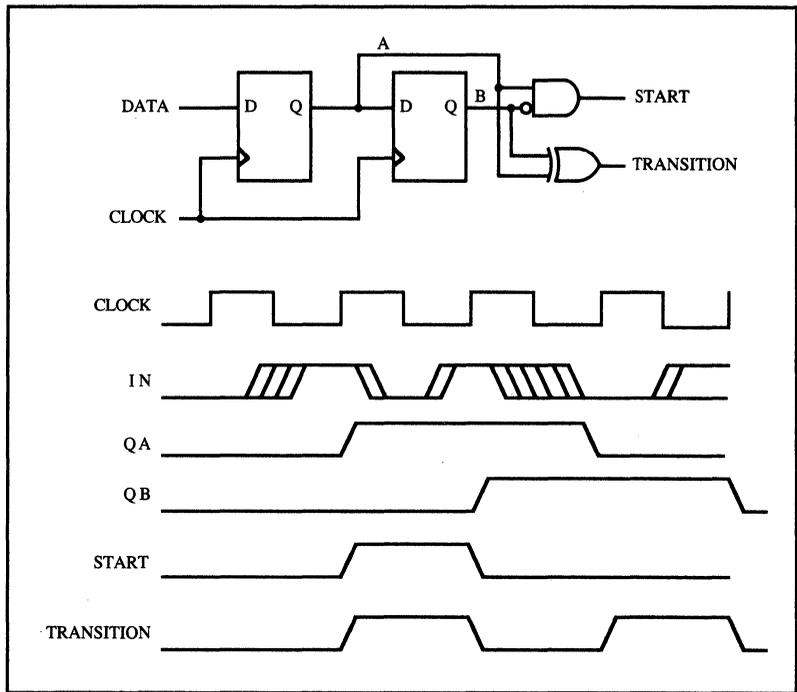 A
DATA
D Q
D Q
B
START
TRANSITION
CLOCK
CLOCK
IN
QA
QB
START
TRANSITION